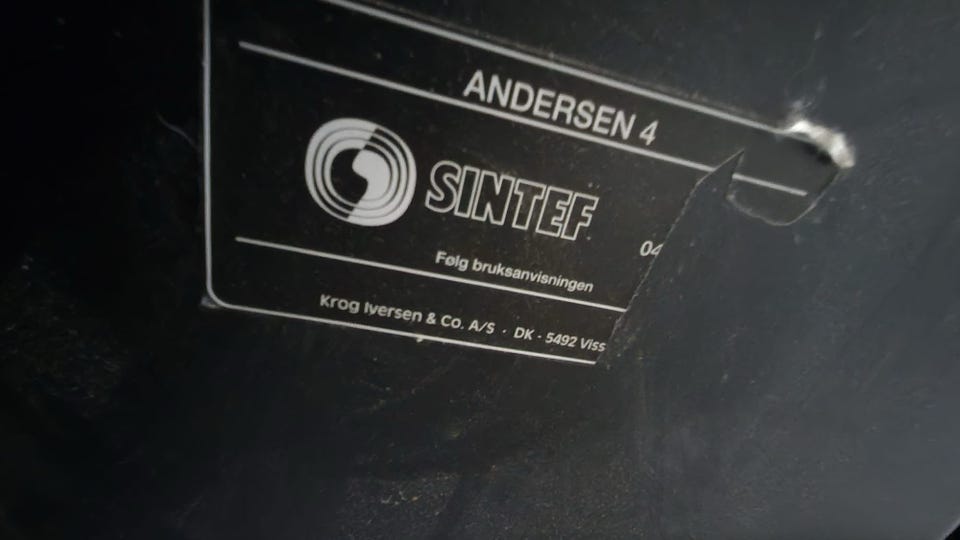 ANDERSEN 4
SINTEF
04
Følg bruksanvisningen
Krog Iversen & Co. A/S · DK - 5492 Viss